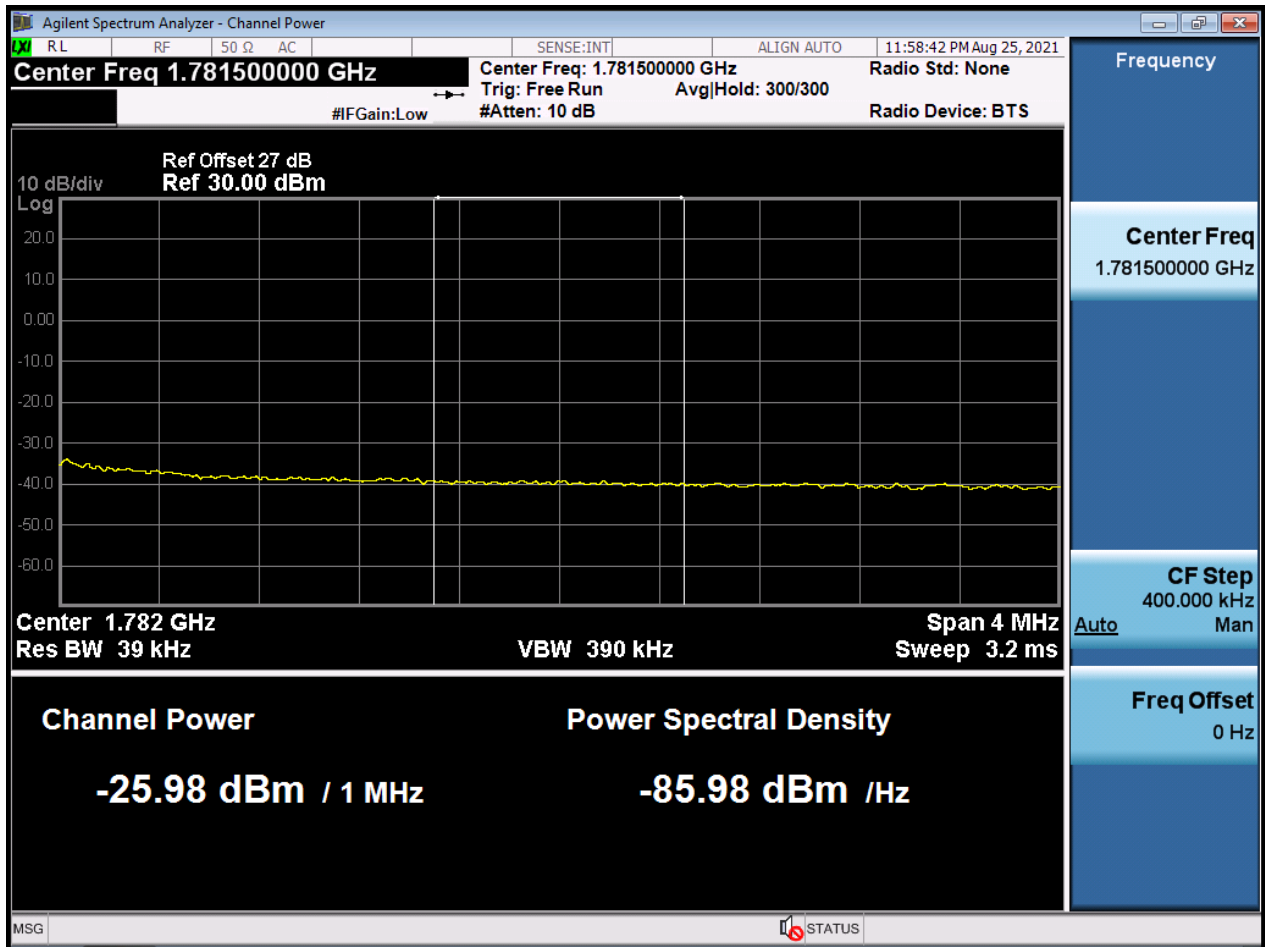 Agilent Spectrum Analyzer - Channel Power
LXI RL RF 50 Ω AC SENSE:INT ALIGN AUTO 11:58:42 PM Aug 25, 2021
Center Freq 1.781500000 GHz
Center Freq: 1.781500000 GHz
Radio Std: None
Trig: Free Run Avg|Hold: 300/300
#IFGain:Low #Atten: 10 dB Radio Device: BTS
Ref Offset 27 dB
10 dB/div Ref 30.00 dBm
Log
20.0
10.0
0.00
-10.0
-20.0
-30.0
-40.0
-50.0
-60.0
Center 1.782 GHz Span 4 MHz
Res BW 39 kHz VBW 390 kHz Sweep 3.2 ms
Channel Power Power Spectral Density
-25.98 dBm / 1 MHz -85.98 dBm /Hz
Frequency
Center Freq
1.781500000 GHz
CF Step
400.000 kHz
Auto Man
Freq Offset
0 Hz
MSG STATUS